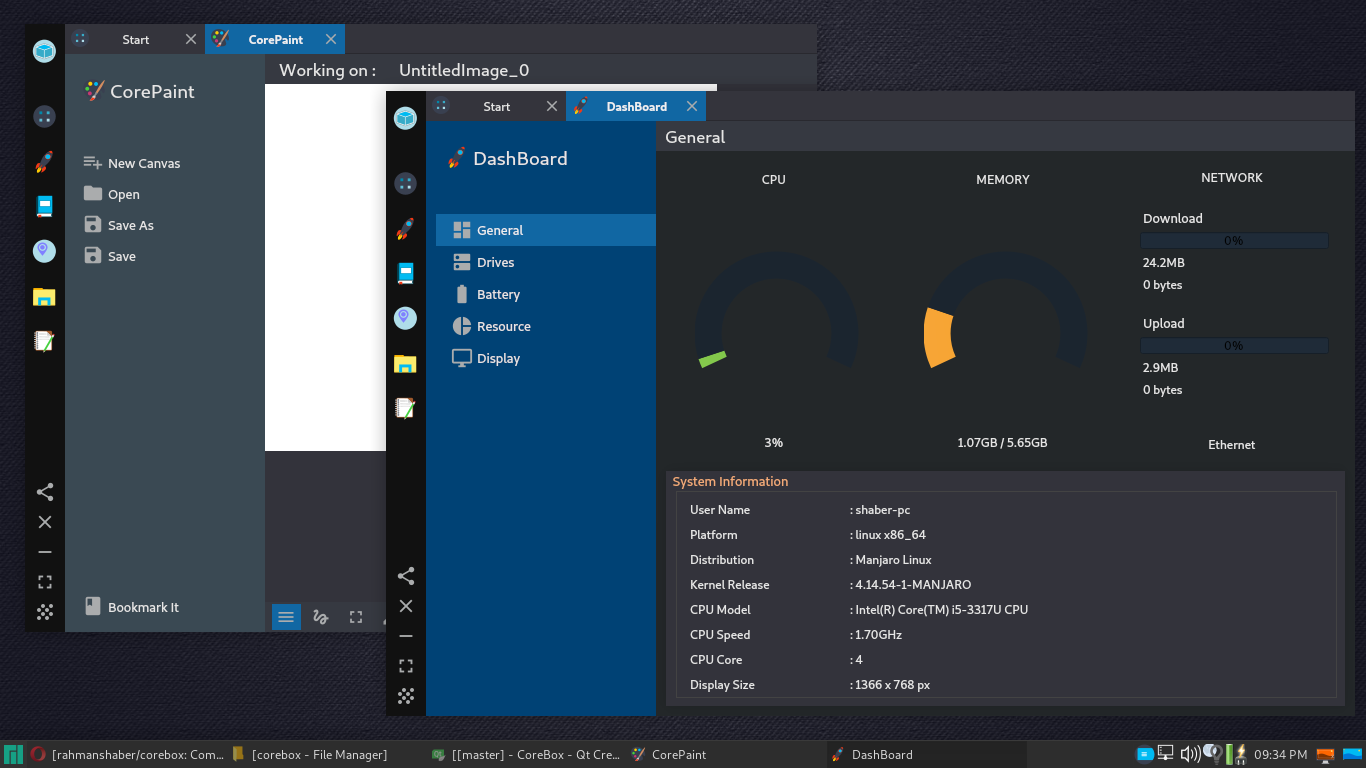 Start
CorePaint
CorePaint
New Canvas
Open
Save As
Save
Bookmark It
Working on : UntitledImage_0
Start
DashBoard
DashBoard
General
Drives
Battery
Resource
Display
General
CPU
3%
MEMORY
1.07GB / 5.65GB
NETWORK
Download
0%
24.2MB
0 bytes
Upload
0%
2.9MB
0 bytes
Ethernet
System Information
User Name : shaber-pc
Platform : linux x86_64
Distribution : Manjaro Linux
Kernel Release : 4.14.54-1-MANJARO
CPU Model : Intel(R) Core(TM) i5-3317U CPU
CPU Speed : 1.70GHz
CPU Core : 4
Display Size : 1366 x 768 px
[rahmanshaber/corebox: Com...
[corebox - File Manager]
[[master] - CoreBox - Qt Cre...
CorePaint
DashBoard
09:34 PM